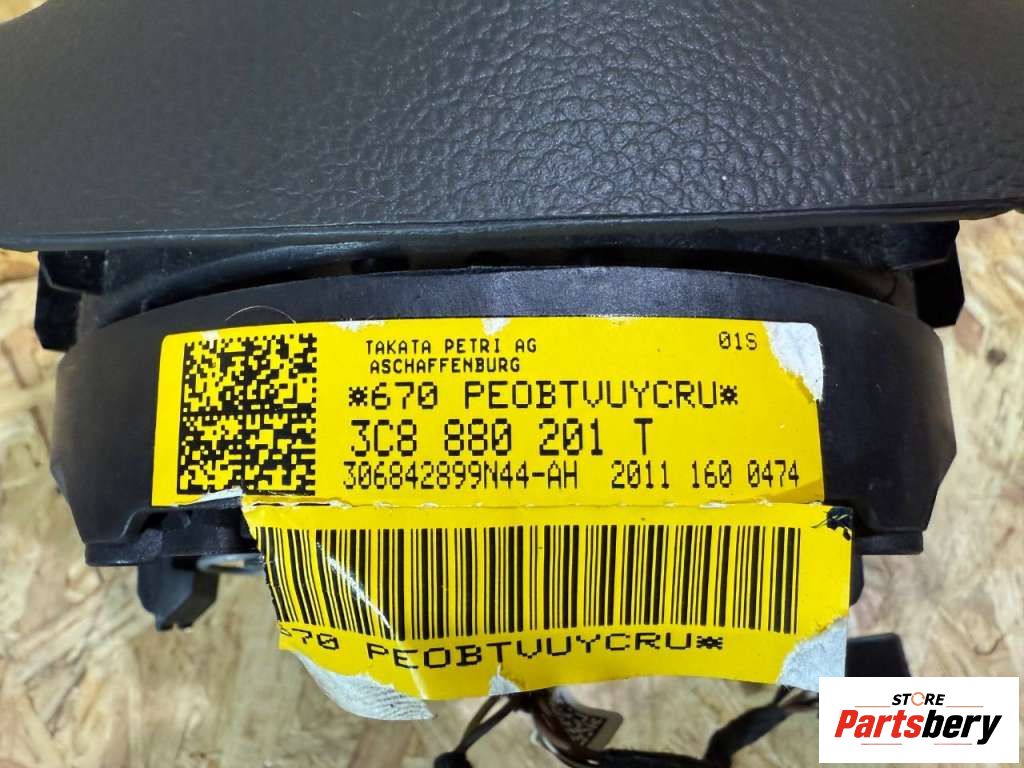 TAKATA PETRI AG 01S
ASCHAFFENBURG
*670 PEOBTVUYCRU*
3C8 880 201 T
306842899N44-AH 2011 160 0474
670 PEOBTVUYCRU*
STORE
Partsbery